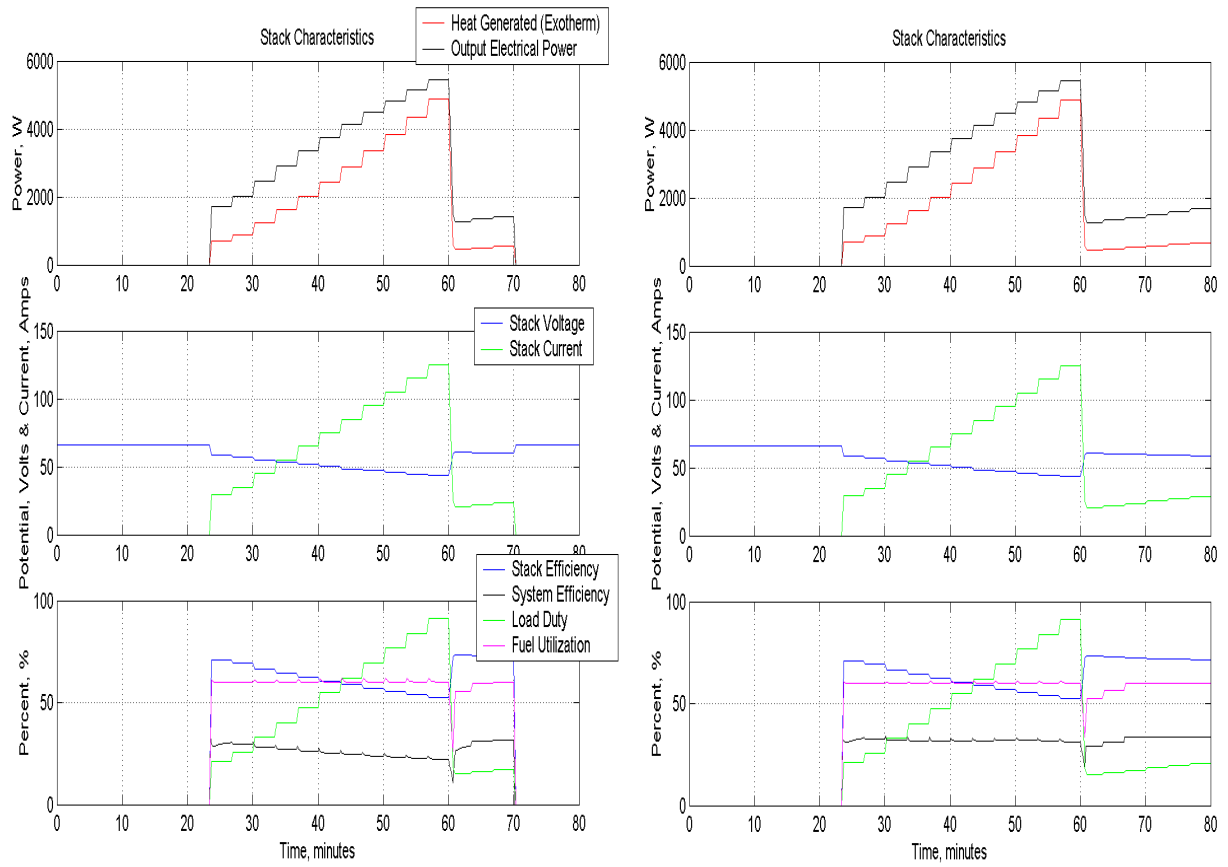 Stack Characteristics
Heat Generated (Exotherm)
Output Electrical Power
Power, W
6000
4000
2000
0
0 10 20 30 40 50 60 70 80
Potential, Volts & Current, Amps
Stack Voltage
Stack Current
150
100
50
0
0 10 20 30 40 50 60 70 80
Percent, %
Stack Efficiency
System Efficiency
Load Duty
Fuel Utilization
100
50
0
0 10 20 30 40 50 60 70 80
Time, minutes
Stack Characteristics
Power, W
6000
4000
2000
0
0 10 20 30 40 50 60 70 80
Potential, Volts & Current, Amps
150
100
50
0
0 10 20 30 40 50 60 70 80
Percent, %
100
50
0
0 10 20 30 40 50 60 70 80
Time, minutes